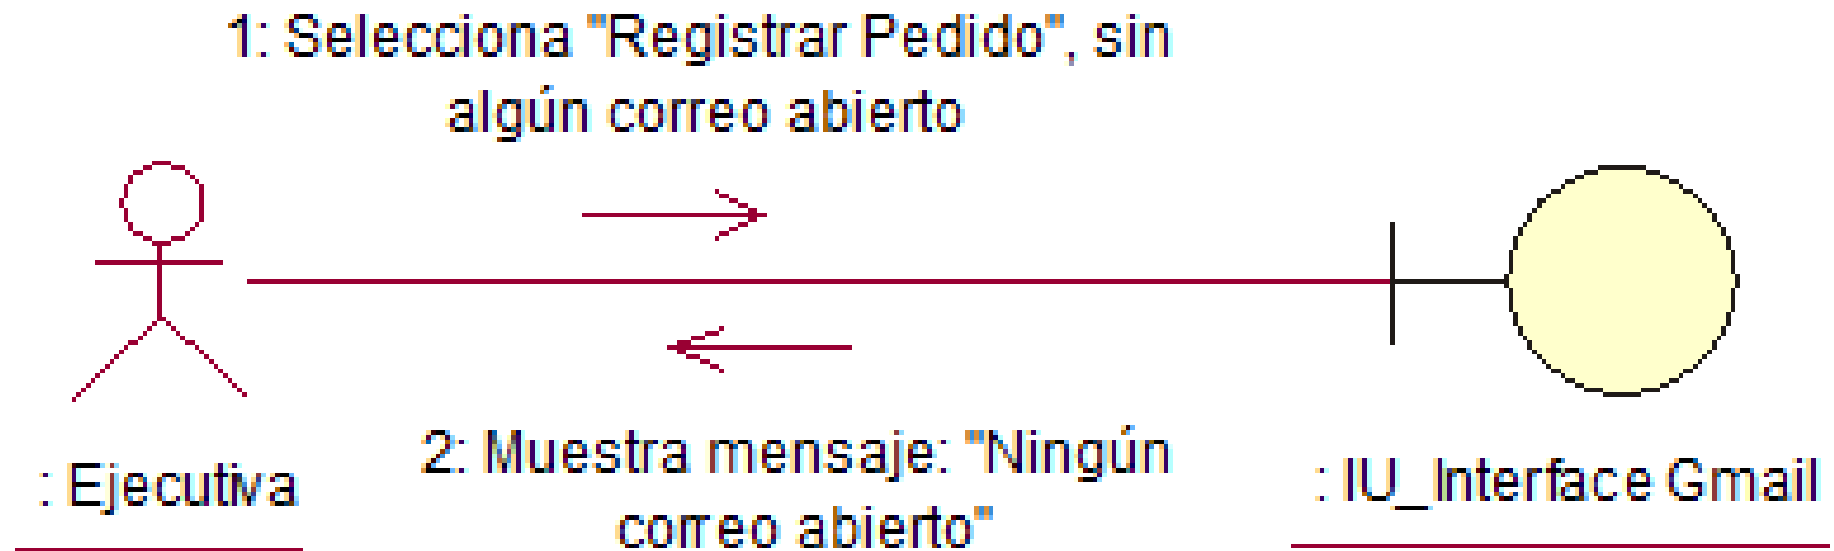 1: Selecciona "Registrar Pedido", sin
algún correo abierto
: Ejecutiva
2: Muestra mensaje: "Ningún
correo abierto"
: IU_Interface Gmail